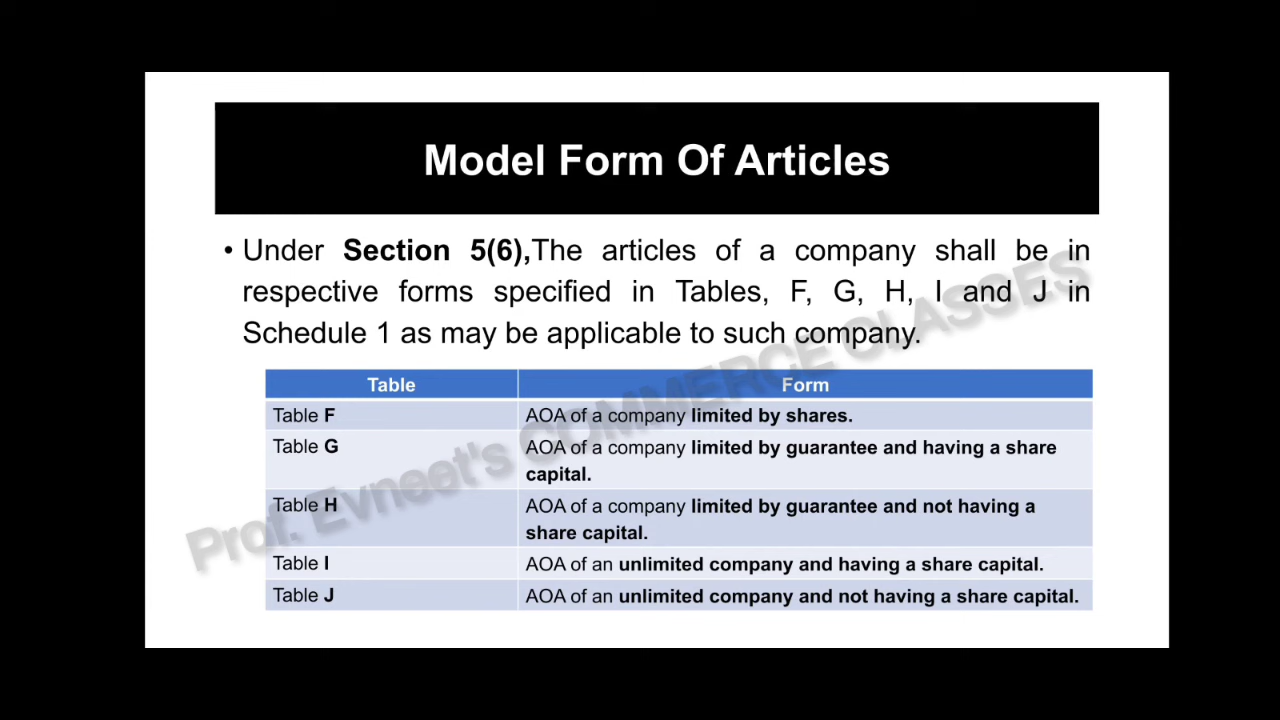 Model Form Of Articles
• Under Section 5(6),The articles of a company shall be in
respective forms specified in Tables, F, G, H, I and J in
Schedule 1 as may be applicable to such company.
Table Form
Table F AOA of a company limited by shares.
Table G AOA of a company limited by guarantee and having a share
capital.
Table H AOA of a company limited by guarantee and not having a
share capital.
Table I AOA of an unlimited company and having a share capital.
Table J AOA of an unlimited company and not having a share capital.
Prof. Evneet's COMMERCE CLASSES